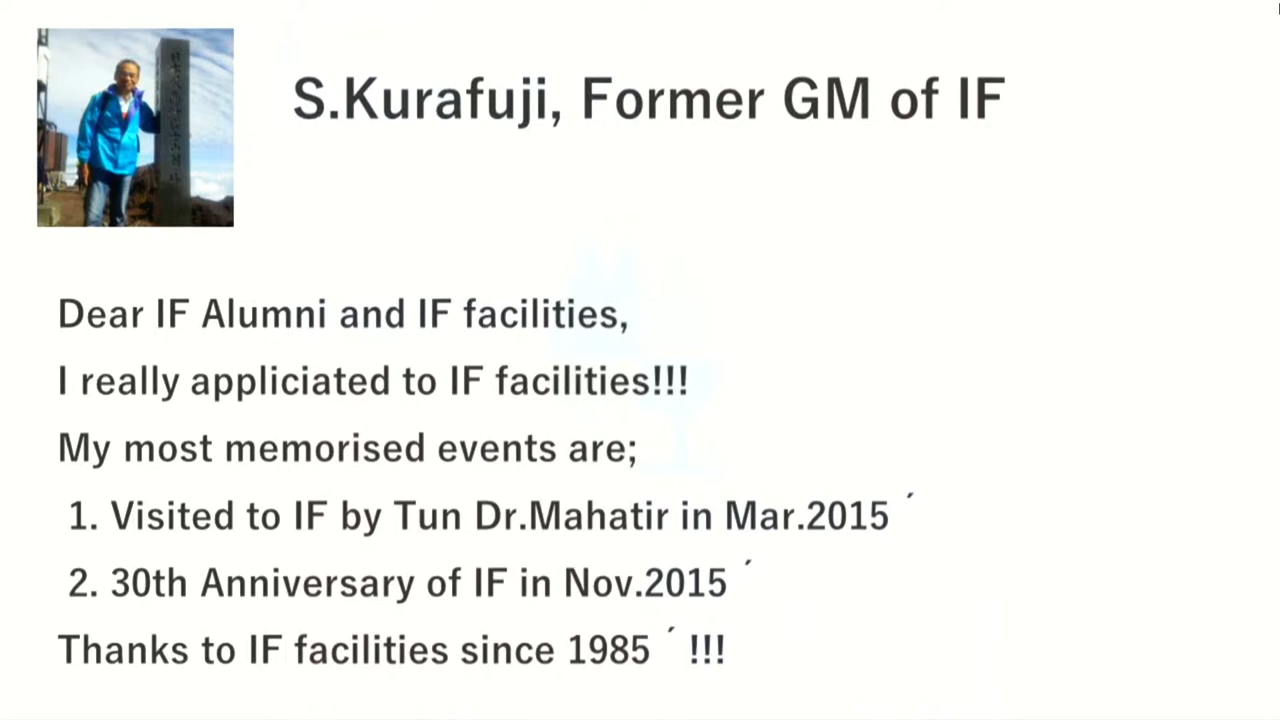 S.Kurafuji, Former GM of IF
Dear IF Alumni and IF facilities,
I really appliciated to IF facilities!!!
My most memorised events are;
1. Visited to IF by Tun Dr.Mahatir in Mar.2015 ´
2. 30th Anniversary of IF in Nov.2015 ´
Thanks to IF facilities since 1985 ´ !!!